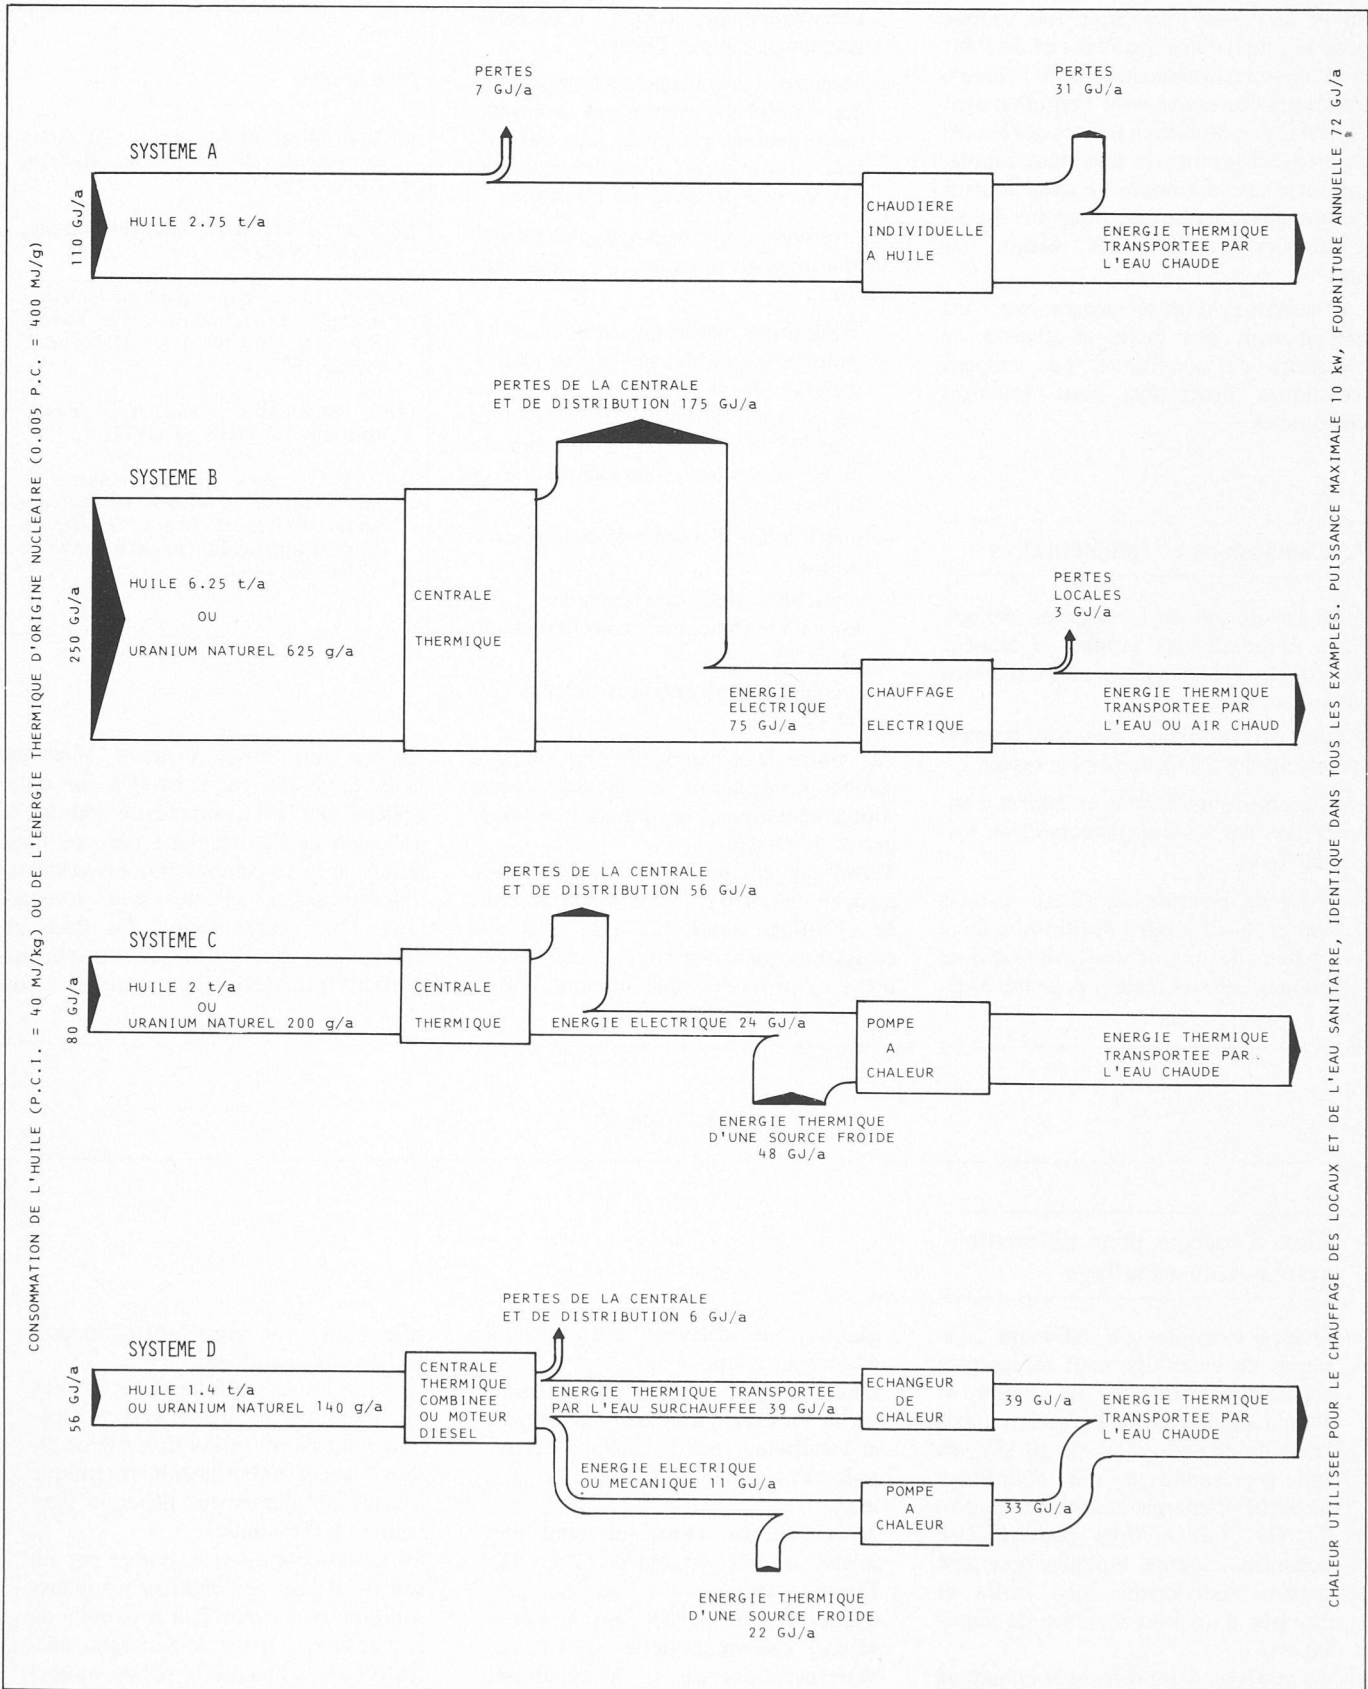 CONSOMMATION DE L'HUILE (P.C.I. = 40 MJ/kg) OU DE L'ENERGIE THERMIQUE D'ORIGINE NUCLEAIRE (0.005 P.C. = 400 MJ/g)
PERTES
7 GJ/a
PERTES
31 GJ/a
SYSTEME A
110 GJ/a
HUILE 2.75 t/a
CHAUDIERE
INDIVIDUELLE
A HUILE
ENERGIE THERMIQUE
TRANSPORTEE PAR
L'EAU CHAUDE
PERTES DE LA CENTRALE
ET DE DISTRIBUTION 175 GJ/a
SYSTEME B
250 GJ/a
HUILE 6.25 t/a
OU
URANIUM NATUREL 625 g/a
CENTRALE
THERMIQUE
PERTES
LOCALES
3 GJ/a
ENERGIE
ELECTRIQUE
75 GJ/a
CHAUFFAGE
ELECTRIQUE
ENERGIE THERMIQUE
TRANSPORTEE PAR
L'EAU OU AIR CHAUD
PERTES DE LA CENTRALE
ET DE DISTRIBUTION 56 GJ/a
SYSTEME C
80 GJ/a
HUILE 2 t/a
OU
URANIUM NATUREL 200 g/a
CENTRALE
THERMIQUE
ENERGIE ELECTRIQUE 24 GJ/a
POMPE
A
CHALEUR
ENERGIE THERMIQUE
TRANSPORTEE PAR
L'EAU CHAUDE
ENERGIE THERMIQUE
D'UNE SOURCE FROIDE
48 GJ/a
PERTES DE LA CENTRALE
ET DE DISTRIBUTION 6 GJ/a
SYSTEME D
56 GJ/a
HUILE 1.4 t/a
OU URANIUM NATUREL 140 g/a
CENTRALE
THERMIQUE
COMBINEE
OU MOTEUR
DIESEL
ENERGIE THERMIQUE TRANSPORTEE
PAR L'EAU SURCHAUFFEE 39 GJ/a
ECHANGEUR
DE
CHALEUR
39 GJ/a
ENERGIE THERMIQUE
TRANSPORTEE PAR
L'EAU CHAUDE
ENERGIE ELECTRIQUE
OU MECANIQUE 11 GJ/a
POMPE
A
CHALEUR
33 GJ/a
ENERGIE THERMIQUE
D'UNE SOURCE FROIDE
22 GJ/a
CHALEUR UTILISEE POUR LE CHAUFFAGE DES LOCAUX ET DE L'EAU SANITAIRE, IDENTIQUE DANS TOUS LES EXAMPLES. PUISSANCE MAXIMALE 10 kW, FOURNITURE ANNUELLE 72 GJ/a